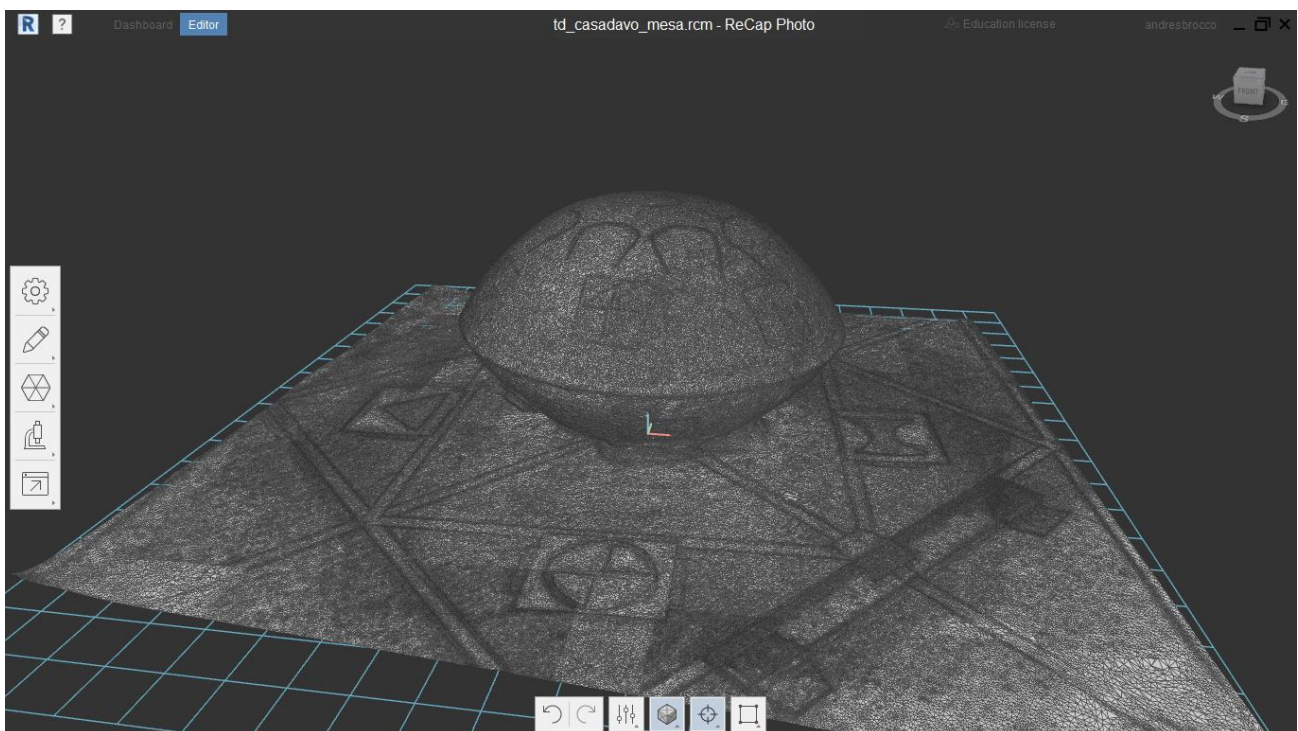 R ? Dashboard Editor td_casadavo_mesa.rcm - ReCap Photo Education license andresbrocco
FRONT
S